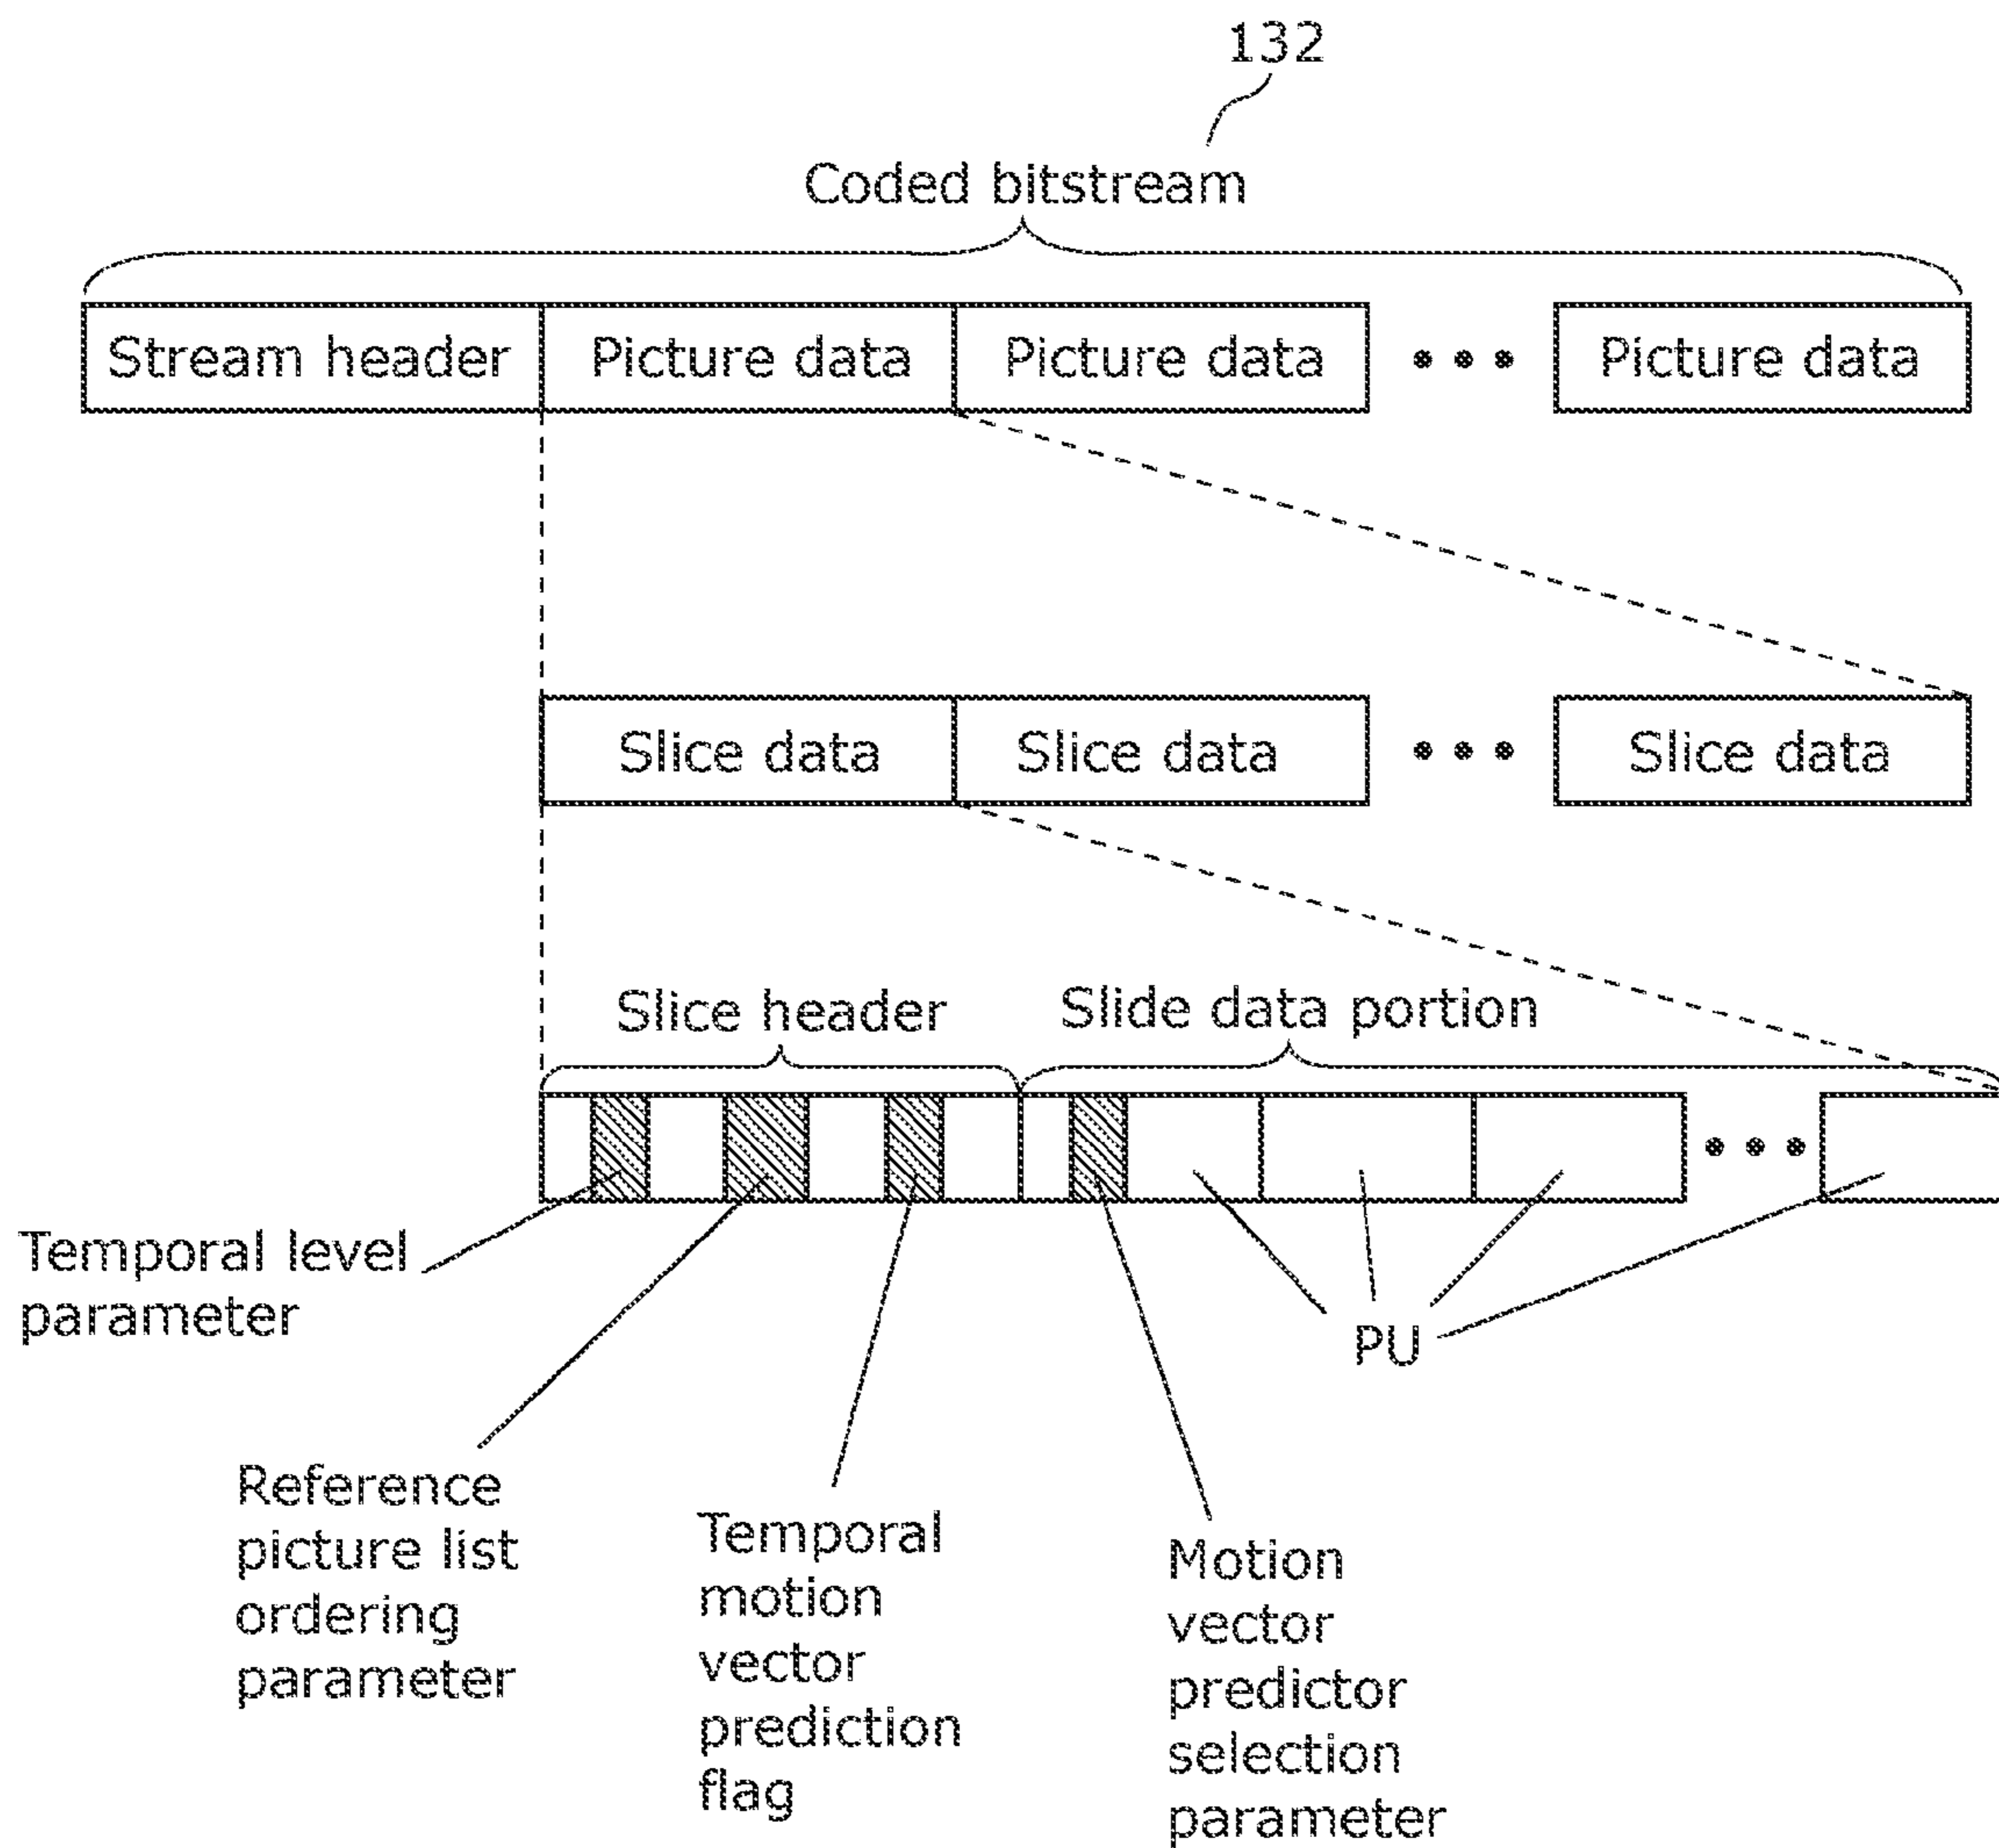 132
Coded bitstream
Stream header Picture data Picture data ••• Picture data
Slice data Slice data ••• Slice data
Slice header Slide data portion
•••
Temporal level
parameter
PU
Reference
picture list
ordering
parameter
Temporal
motion
vector
prediction
flag
Motion
vector
predictor
selection
parameter